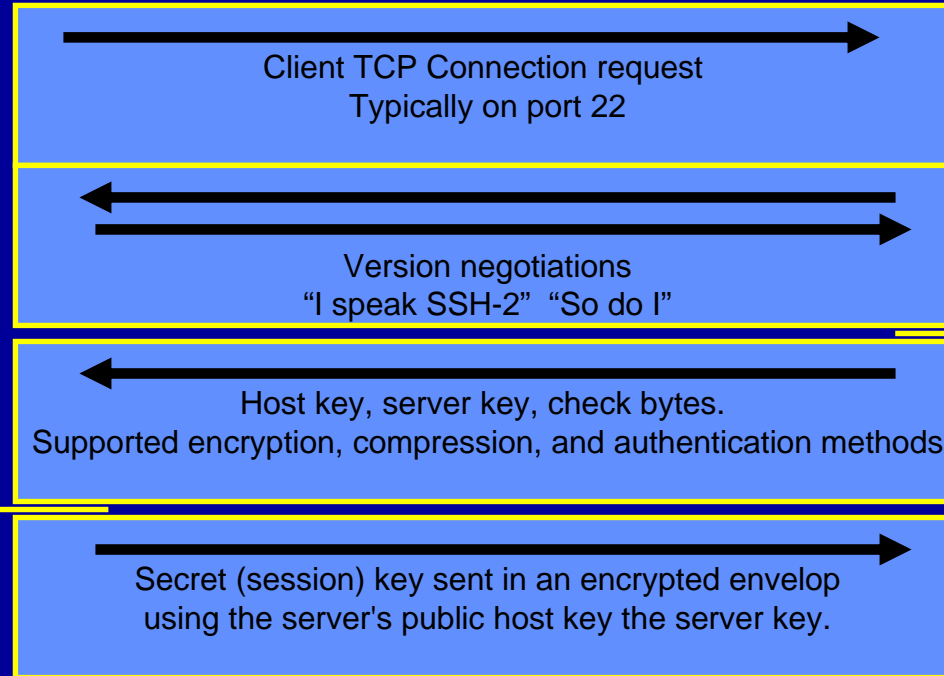 Client TCP Connection request
Typically on port 22
Version negotiations
“I speak SSH-2” “So do I”
Host key, server key, check bytes.
Supported encryption, compression, and authentication methods
Secret (session) key sent in an encrypted envelop
using the server's public host key the server key.